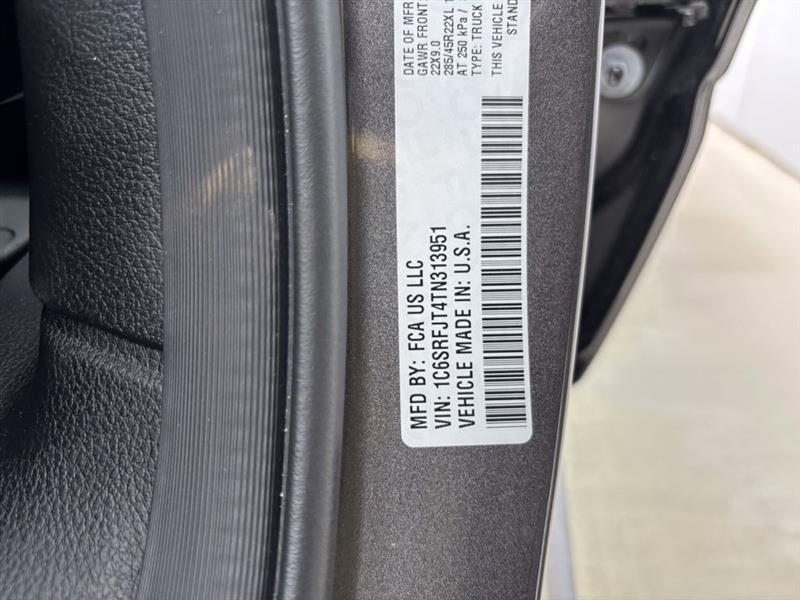 MFD BY: FCA US LLC
VIN: 1C6SRFJT4TN313951
VEHICLE MADE IN: U.S.A.
DATE OF MFR
GAWR FRONT
22X9.0
285/45R22XL
AT 250 kPa /
TYPE: TRUCK
THIS VEHICLE
STAND